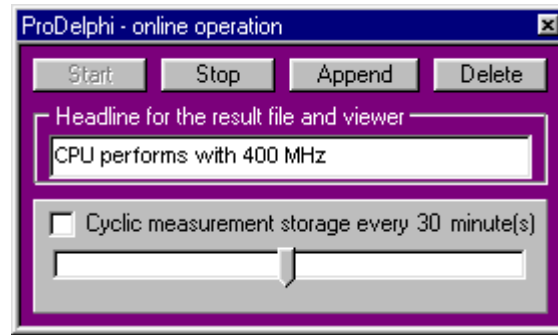 ProDelphi - online operation
Start Stop Append Delete
Headline for the result file and viewer
CPU performs with 400 MHz
Cyclic measurement storage every 30 minute(s)